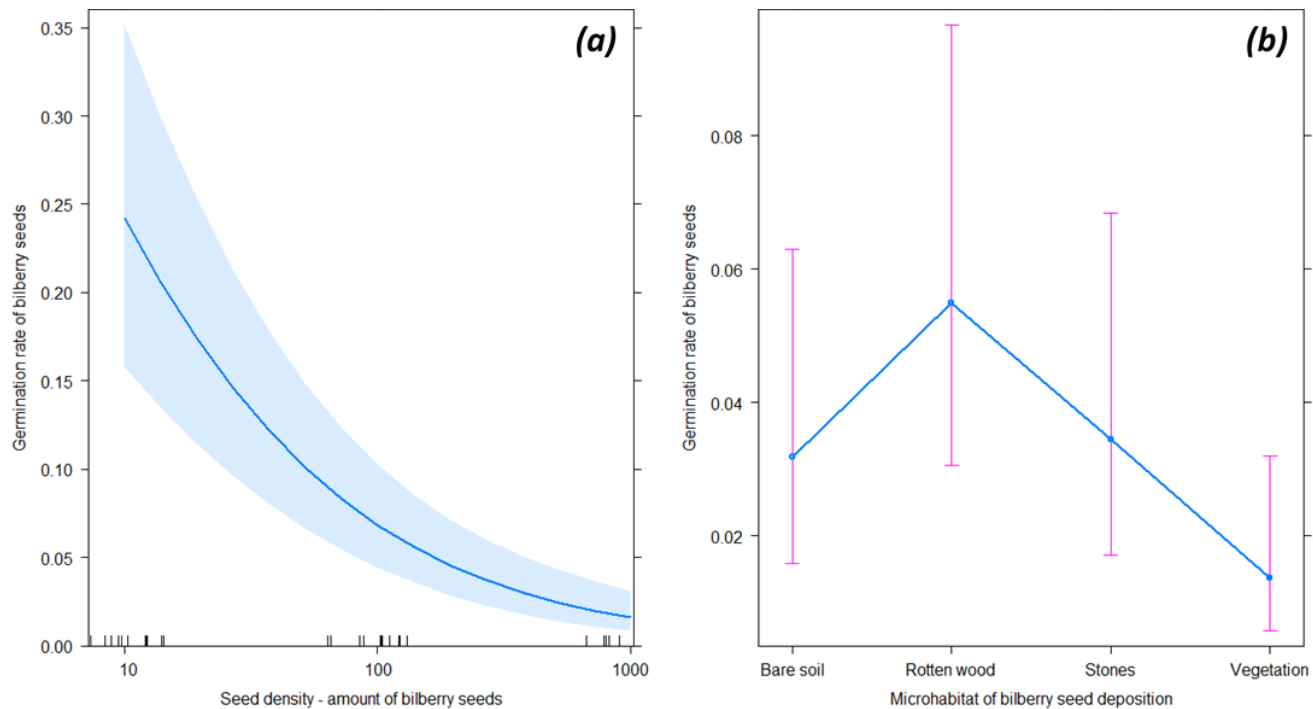 (a)
Germination rate of bilberry seeds
0.35
0.30
0.25
0.20
0.15
0.10
0.05
0.00
10 100 1000
Seed density - amount of bilberry seeds
(b)
Germination rate of bilberry seeds
0.08
0.06
0.04
0.02
Bare soil Rotten wood Stones Vegetation
Microhabitat of bilberry seed deposition